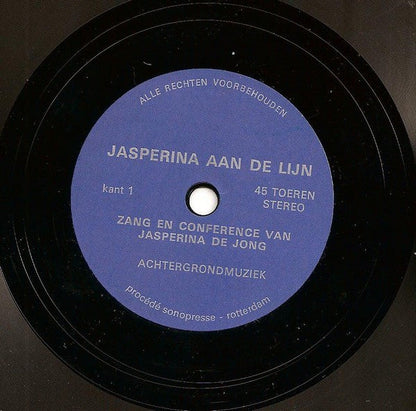 ALLE RECHTEN VOORBEHOUDEN
JASPERINA AAN DE LIJN
kant 1
45 TOEREN
STEREO
ZANG EN CONFERENCE VAN
JASPERINA DE JONG
ACHTERGRONDMUZIEK
procédé sonopresse - rotterdam